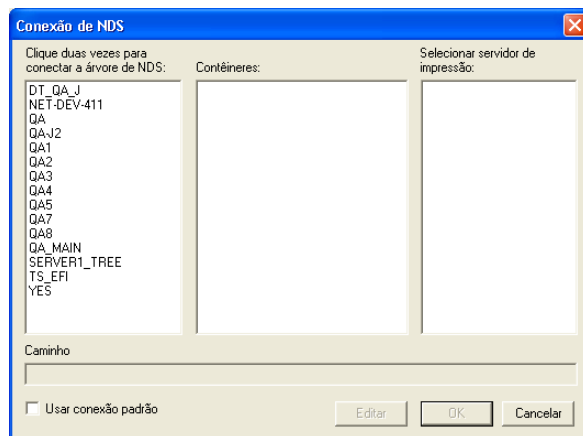 Conexão de NDS
Clique duas vezes para
conectar a árvore de NDS:
Contêineres:
Selecionar servidor de
impressão:
DT_QA_J
NET-DEV-411
QA
QA-J2
QA1
QA2
QA3
QA4
QA5
QA7
QA8
QA_MAIN
SERVER1_TREE
TS_EFI
YES
Caminho
Usar conexão padrão
Editar
OK
Cancelar